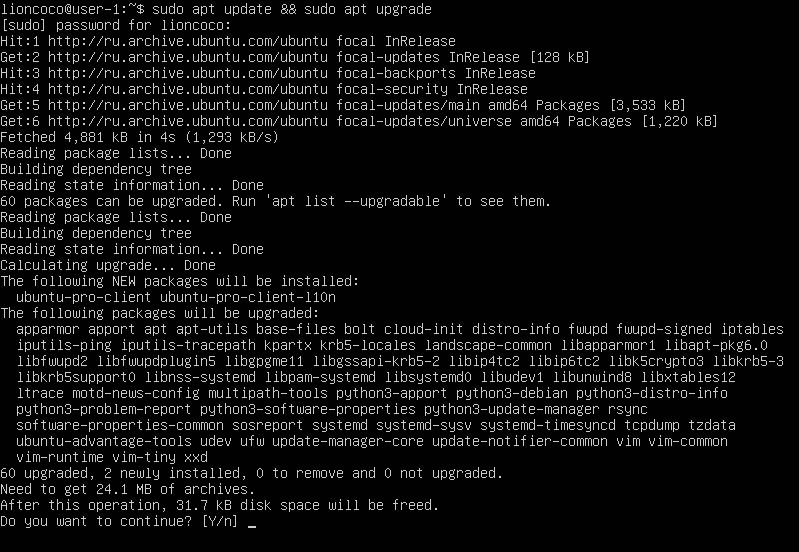 lioncoco@user-1:~$ sudo apt update && sudo apt upgrade
[sudo] password for lioncoco:
Hit:1 http://ru.archive.ubuntu.com/ubuntu focal InRelease
Get:2 http://ru.archive.ubuntu.com/ubuntu focal-updates InRelease [128 kB]
Hit:3 http://ru.archive.ubuntu.com/ubuntu focal-backports InRelease
Hit:4 http://ru.archive.ubuntu.com/ubuntu focal-security InRelease
Get:5 http://ru.archive.ubuntu.com/ubuntu focal-updates/main amd64 Packages [3,533 kB]
Get:6 http://ru.archive.ubuntu.com/ubuntu focal-updates/universe amd64 Packages [1,220 kB]
Fetched 4,881 kB in 4s (1,293 kB/s)
Reading package lists... Done
Building dependency tree
Reading state information... Done
60 packages can be upgraded. Run 'apt list --upgradable' to see them.
Reading package lists... Done
Building dependency tree
Reading state information... Done
Calculating upgrade... Done
The following NEW packages will be installed:
  ubuntu-pro-client ubuntu-pro-client-l10n
The following packages will be upgraded:
  apparmor apport apt apt-utils base-files bolt cloud-init distro-info fwupd fwupd-signed iptables
  iputils-ping iputils-tracepath kpartx krb5-locales landscape-common libapparmor1 libapt-pkg6.0
  libfwupd2 libfwupdplugin5 libgpgme11 libgssapi-krb5-2 libip4tc2 libip6tc2 libk5crypto3 libkrb5-3
  libkrb5support0 libnss-systemd libpam-systemd libsystemd0 libudev1 libunwind8 libxtables12
  ltrace motd-news-config multipath-tools python3-apport python3-debian python3-distro-info
  python3-problem-report python3-software-properties python3-update-manager rsync
  software-properties-common sosreport systemd systemd-sysv systemd-timesyncd tcpdump tzdata
  ubuntu-advantage-tools udev ufw update-manager-core update-notifier-common vim vim-common
  vim-runtime vim-tiny xxd
60 upgraded, 2 newly installed, 0 to remove and 0 not upgraded.
Need to get 24.1 MB of archives.
After this operation, 31.7 kB disk space will be freed.
Do you want to continue? [Y/n] _